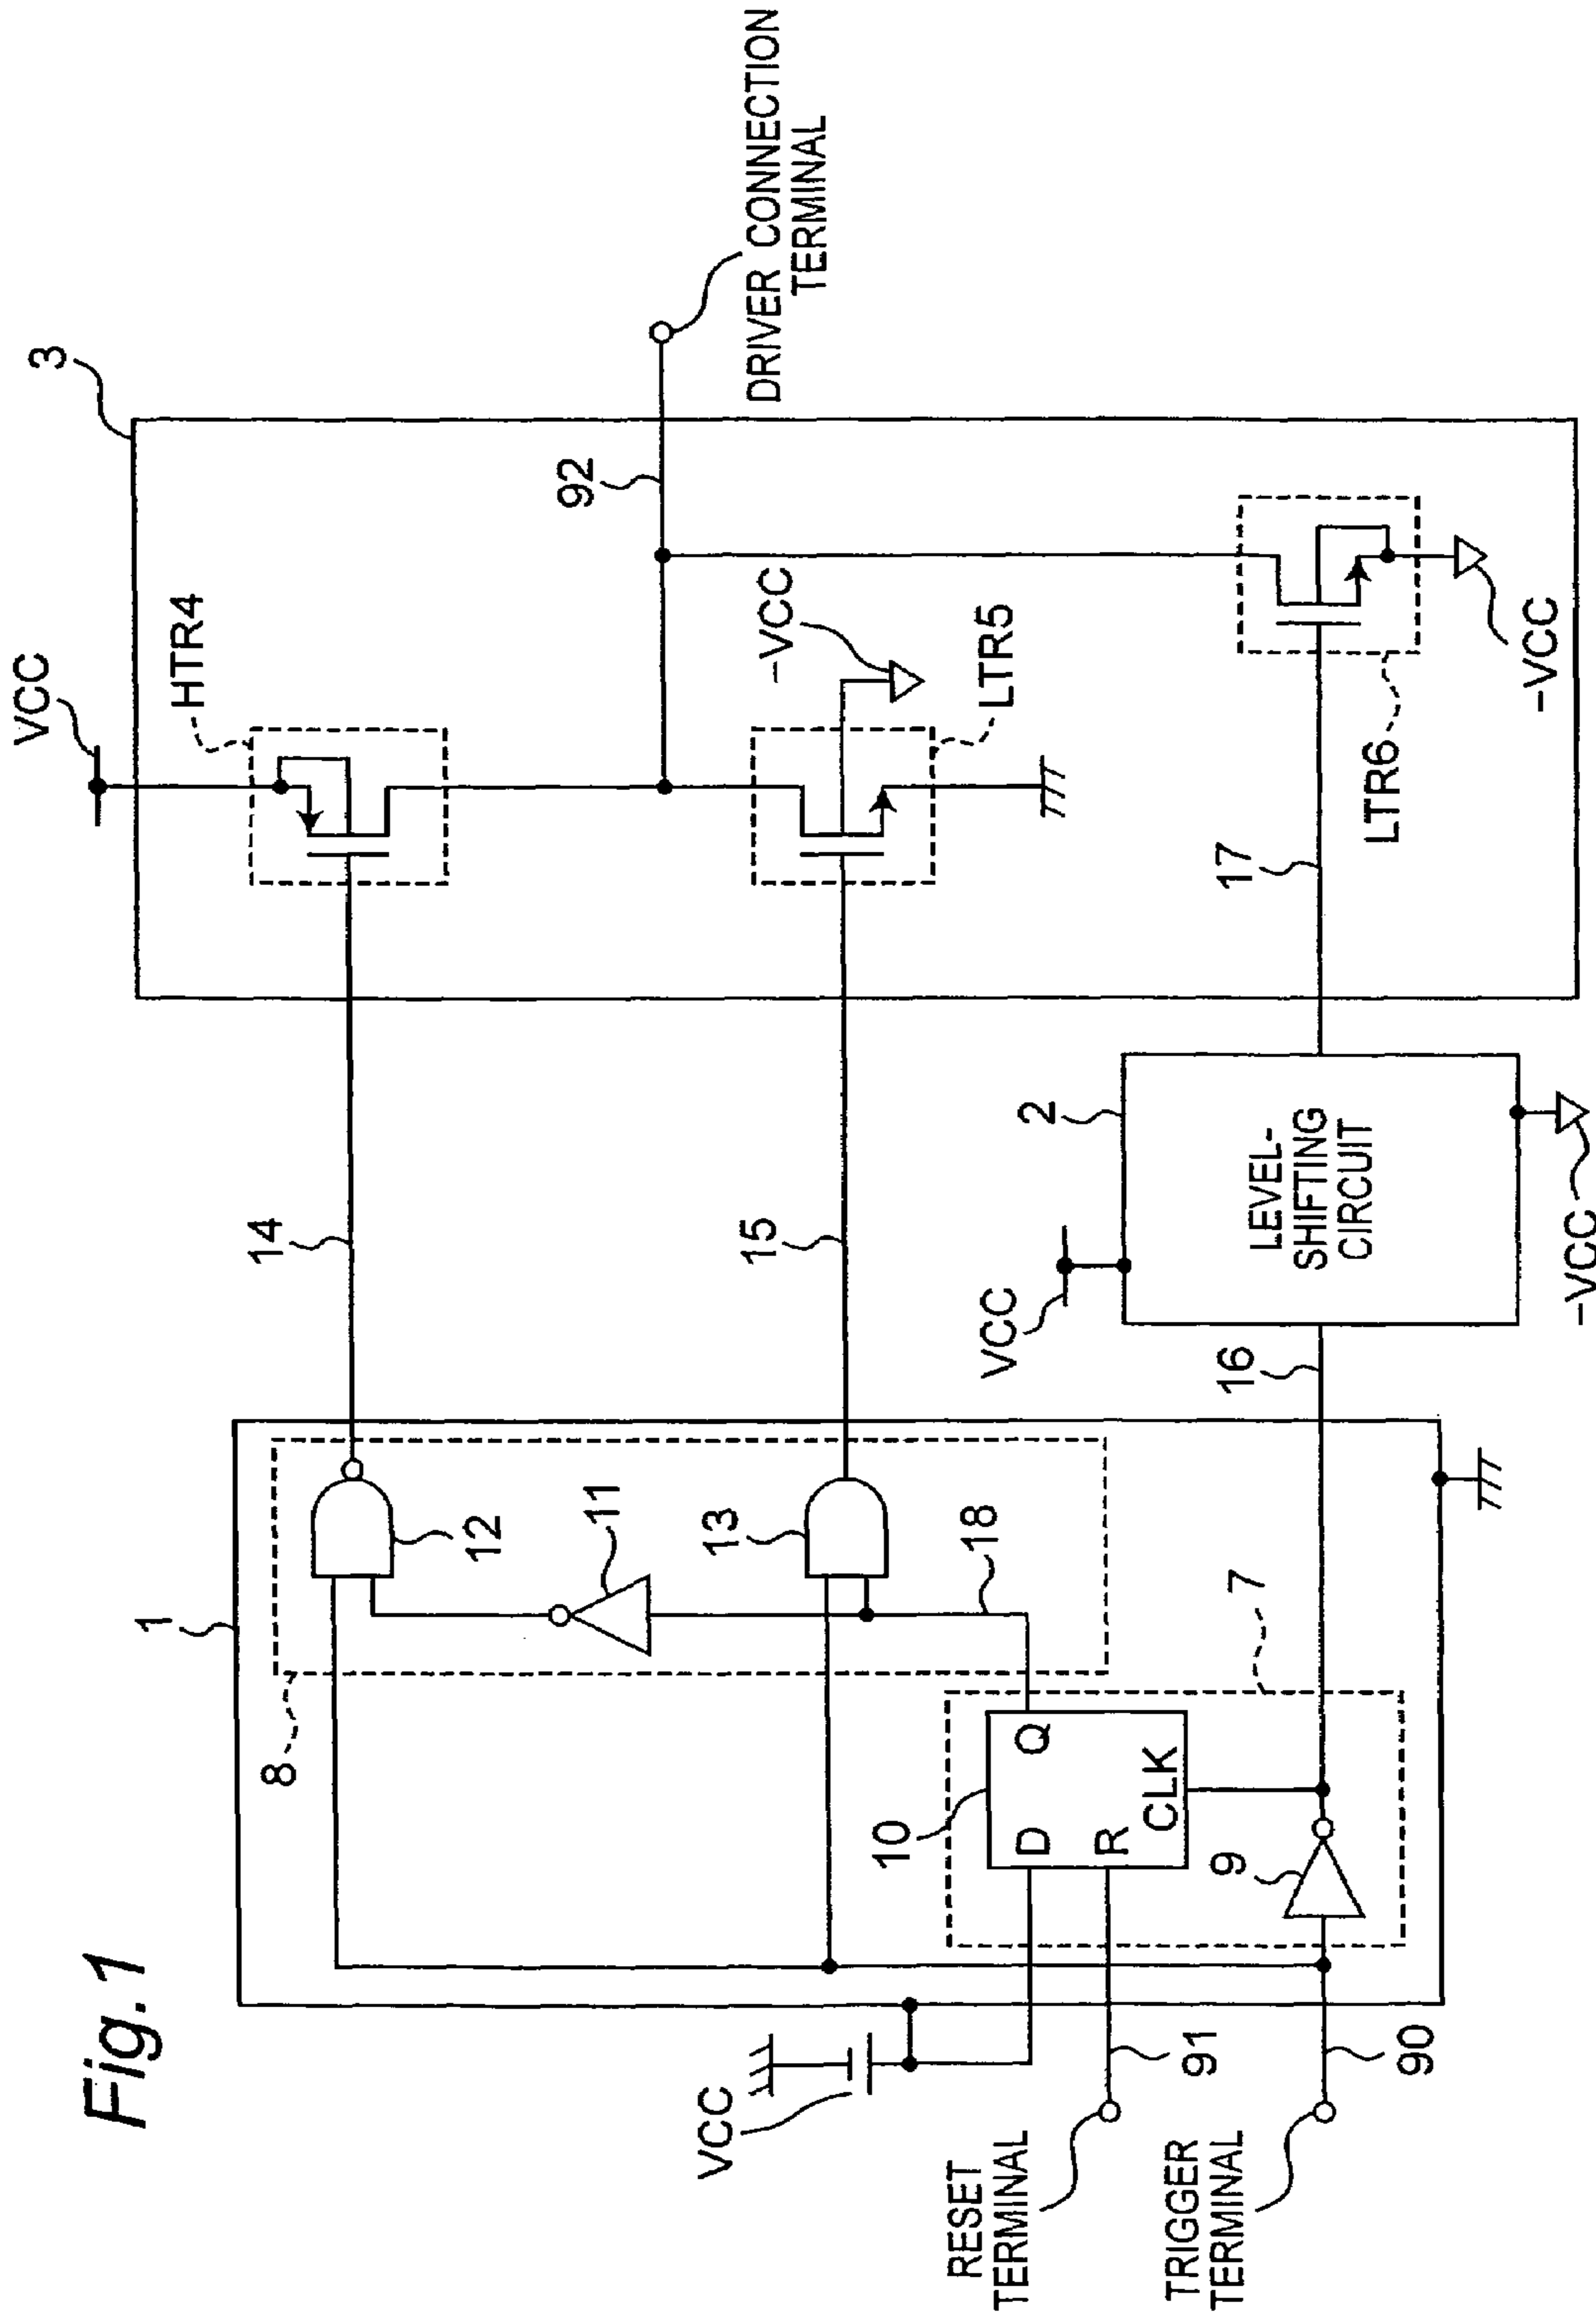 Fig.1
VCC
HTR4
3
14
92
DRIVER CONNECTION
TERMINAL
-VCC
LTR5
15
1
8
12
11
13
18
VCC
2
LEVEL-
SHIFTING
CIRCUIT
-VCC
17
LTR6
-VCC
VCC
10
D
Q
R
CLK
7
9
16
RESET
TERMINAL
91
TRIGGER
TERMINAL
90